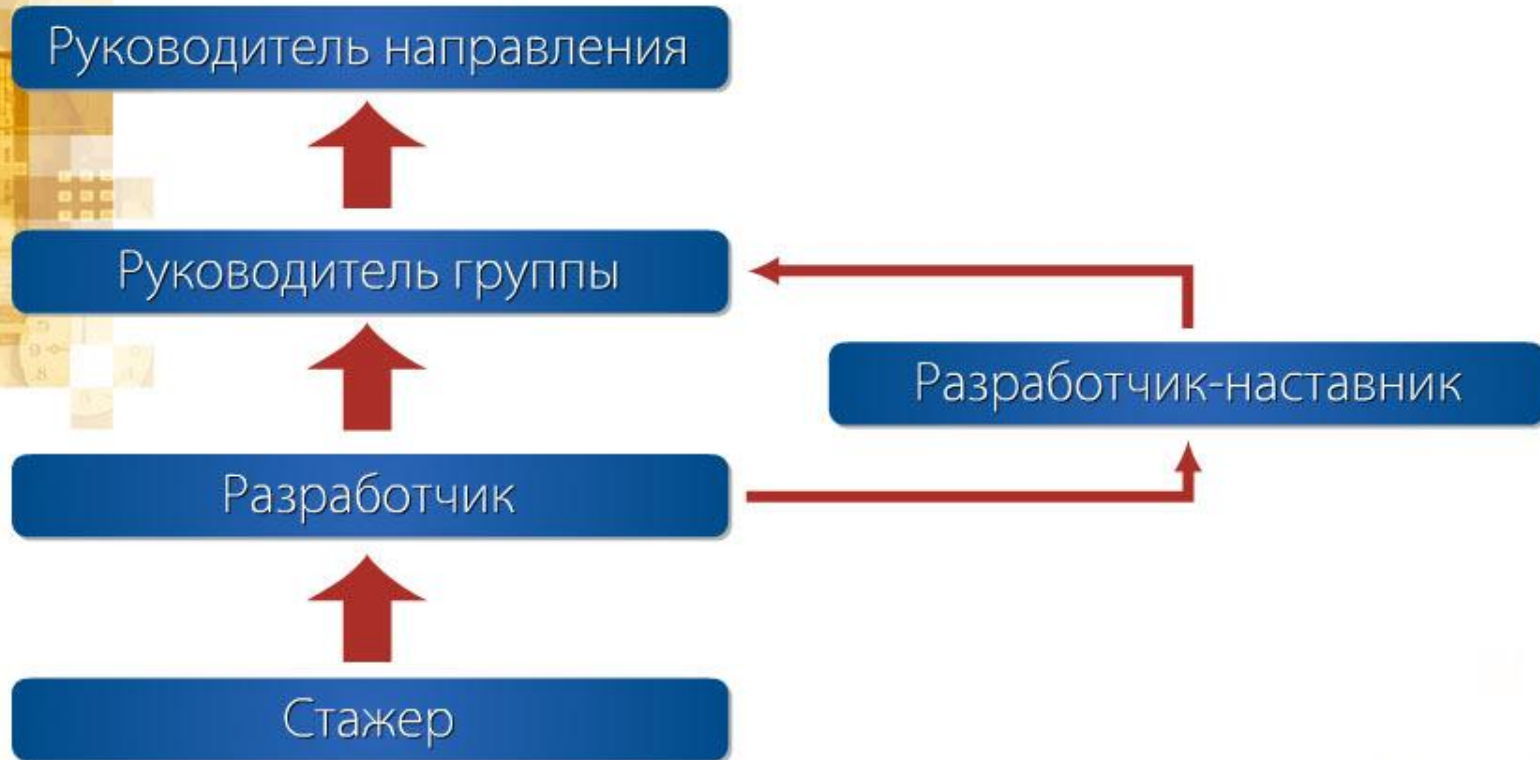 Руководитель направления
Руководитель группы
Разработчик-наставник
Разработчик
Стажер